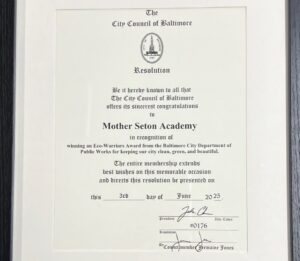 The
City Council of Baltimore
Resolution
Be it hereby known to all that
The City Council of Baltimore
offers its sincerest congratulations
to
Mother Seton Academy
in recognition of
winning an Eco-Warriors Award from the Baltimore City Department of
Public Works for keeping our city clean, green, and beautiful.
The entire membership extends
best wishes on this memorable occasion
and directs this resolution be presented on
this 3rd day of June 2025
President
#0176
Resolution
Councilmember Jermaine Jones